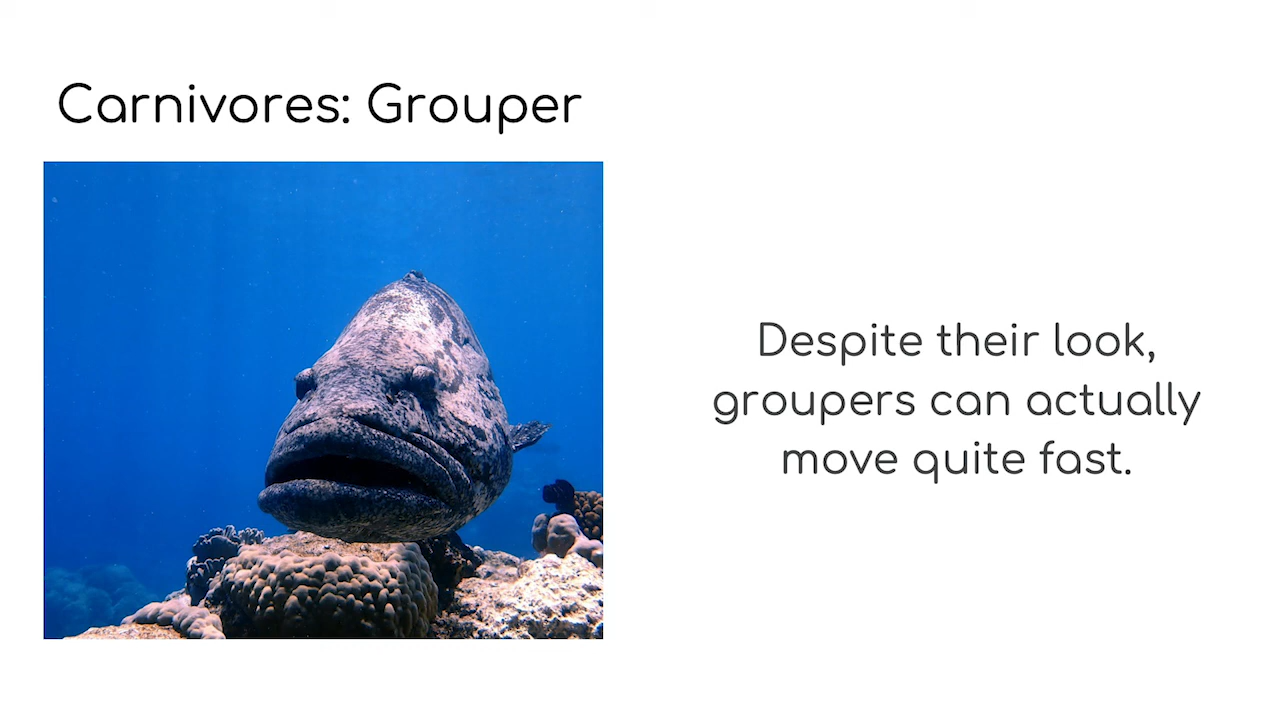 Carnivores: Grouper
Despite their look,
groupers can actually
move quite fast.